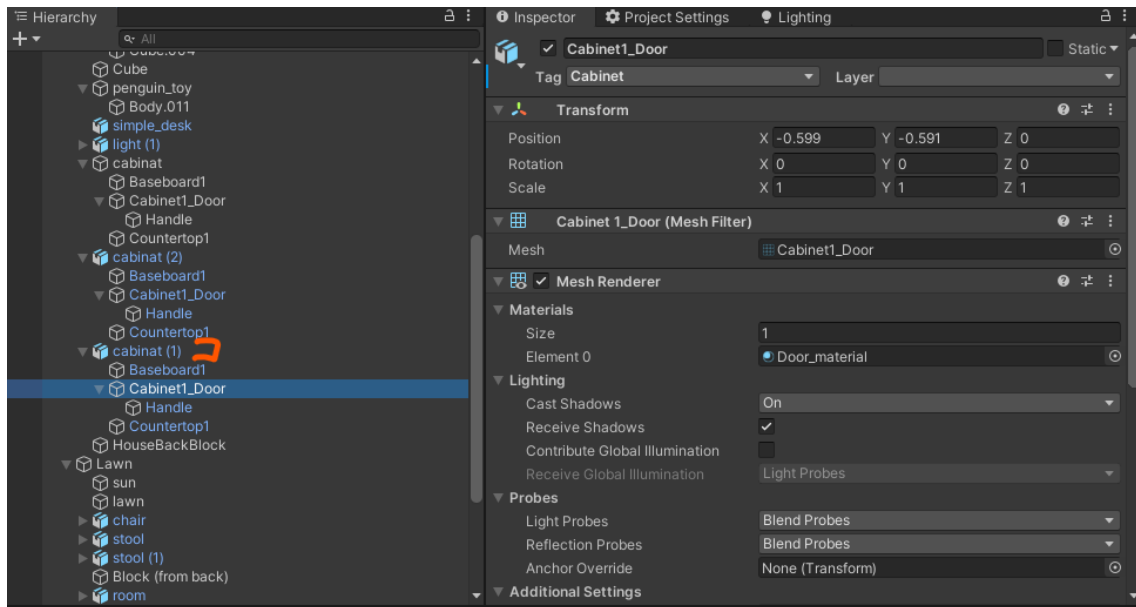 Hierarchy
All
Cube
penguin_toy
Body.011
simple_desk
light (1)
cabinat
Baseboard1
Cabinet1_Door
Handle
Countertop1
cabinat (2)
Baseboard1
Cabinet1_Door
Handle
Countertop1
cabinat (1)
Baseboard1
Cabinet1_Door
Handle
Countertop1
HouseBackBlock
Lawn
sun
lawn
chair
stool
stool (1)
Block (from back)
room
Inspector Project Settings Lighting
Cabinet1_Door Static
Tag Cabinet Layer
Transform
Position X -0.599 Y -0.591 Z 0
Rotation X 0 Y 0 Z 0
Scale X 1 Y 1 Z 1
Cabinet 1_Door (Mesh Filter)
Mesh Cabinet1_Door
Mesh Renderer
Materials
Size 1
Element 0 Door_material
Lighting
Cast Shadows On
Receive Shadows
Contribute Global Illumination
Receive Global Illumination Light Probes
Probes
Light Probes Blend Probes
Reflection Probes Blend Probes
Anchor Override None (Transform)
Additional Settings